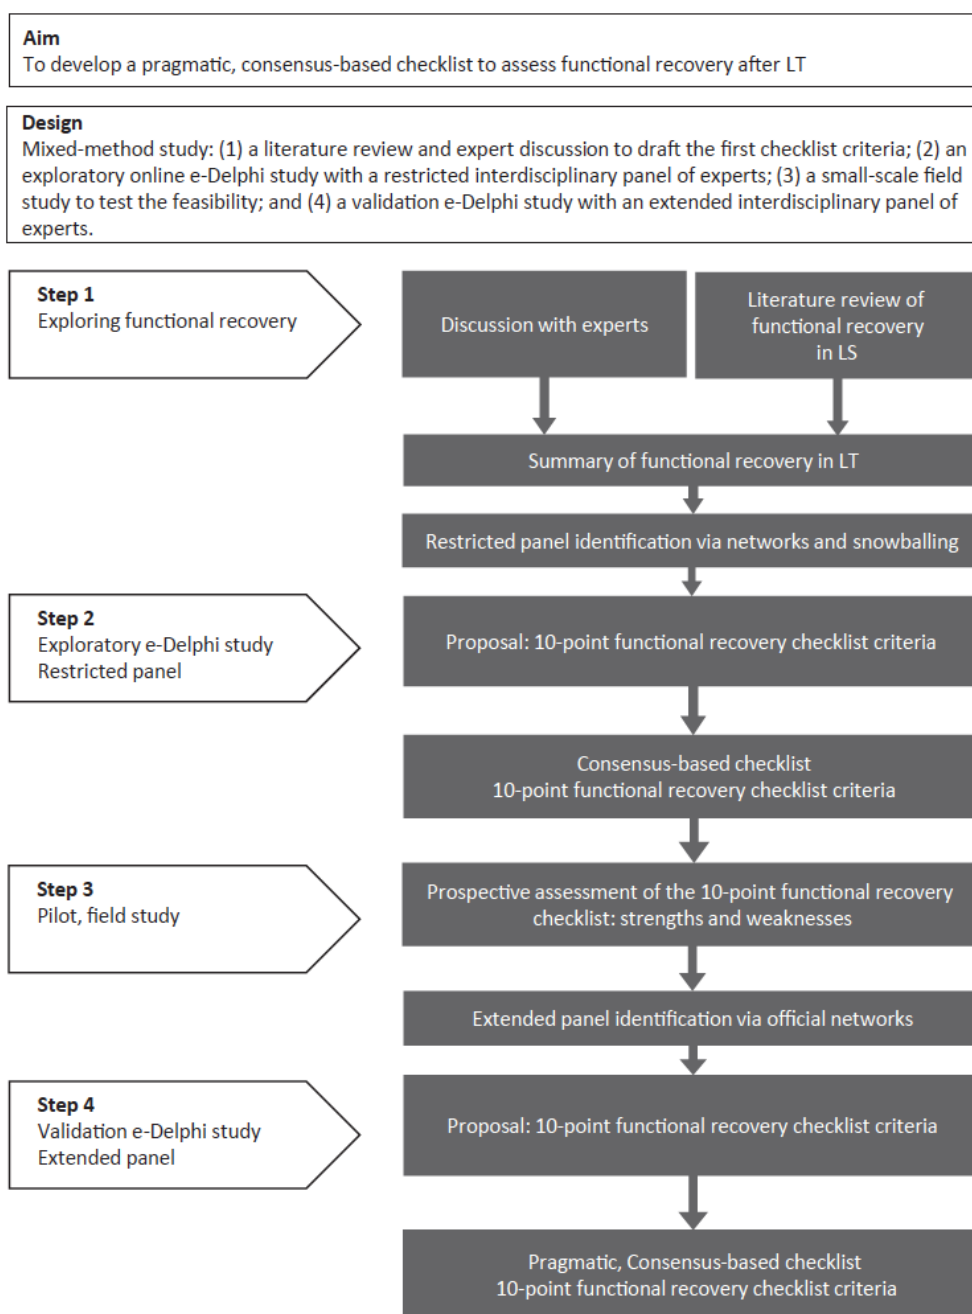 Aim
To develop a pragmatic, consensus-based checklist to assess functional recovery after LT
Design
Mixed-method study: (1) a literature review and expert discussion to draft the first checklist criteria; (2) an
exploratory online e-Delphi study with a restricted interdisciplinary panel of experts; (3) a small-scale field
study to test the feasibility; and (4) a validation e-Delphi study with an extended interdisciplinary panel of
experts.
Step 1
Exploring functional recovery
Discussion with experts
Literature review of
functional recovery
in LS
Summary of functional recovery in LT
Restricted panel identification via networks and snowballing
Step 2
Exploratory e-Delphi study
Restricted panel
Proposal: 10-point functional recovery checklist criteria
Consensus-based checklist
10-point functional recovery checklist criteria
Step 3
Pilot, field study
Prospective assessment of the 10-point functional recovery
checklist: strengths and weaknesses
Extended panel identification via official networks
Step 4
Validation e-Delphi study
Extended panel
Proposal: 10-point functional recovery checklist criteria
Pragmatic, Consensus-based checklist
10-point functional recovery checklist criteria